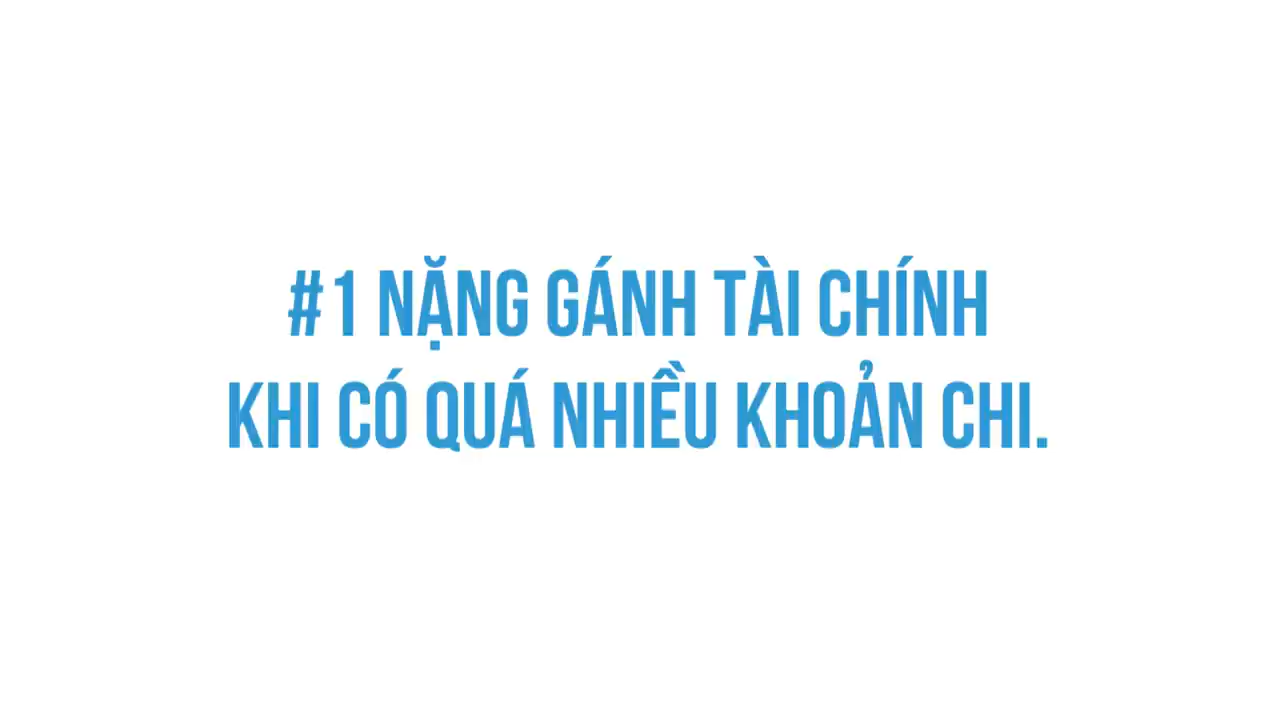 #1 NẶNG GÁNH TÀI CHÍNH
KHI CÓ QUÁ NHIỀU KHOẢN CHI.